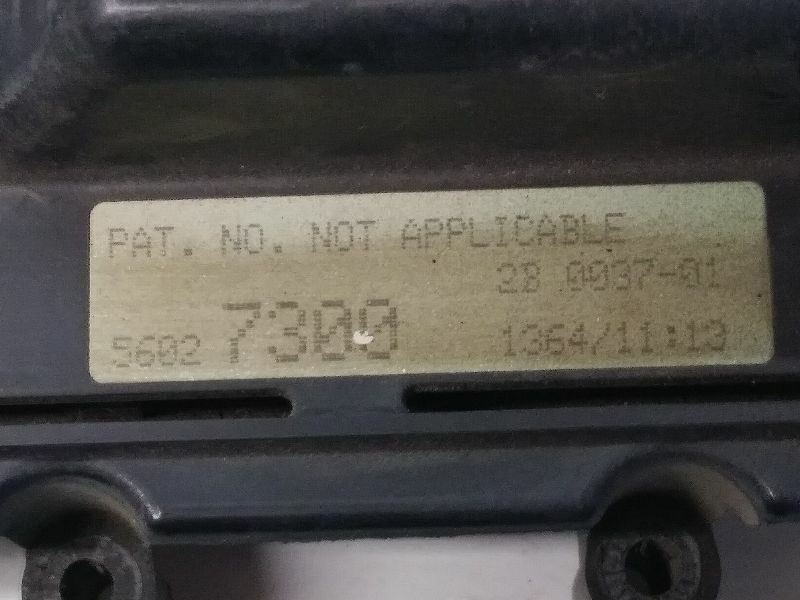 PAT. NO. NOT APPLICABLE
28 0037-01
5602 7300 1364/11:13